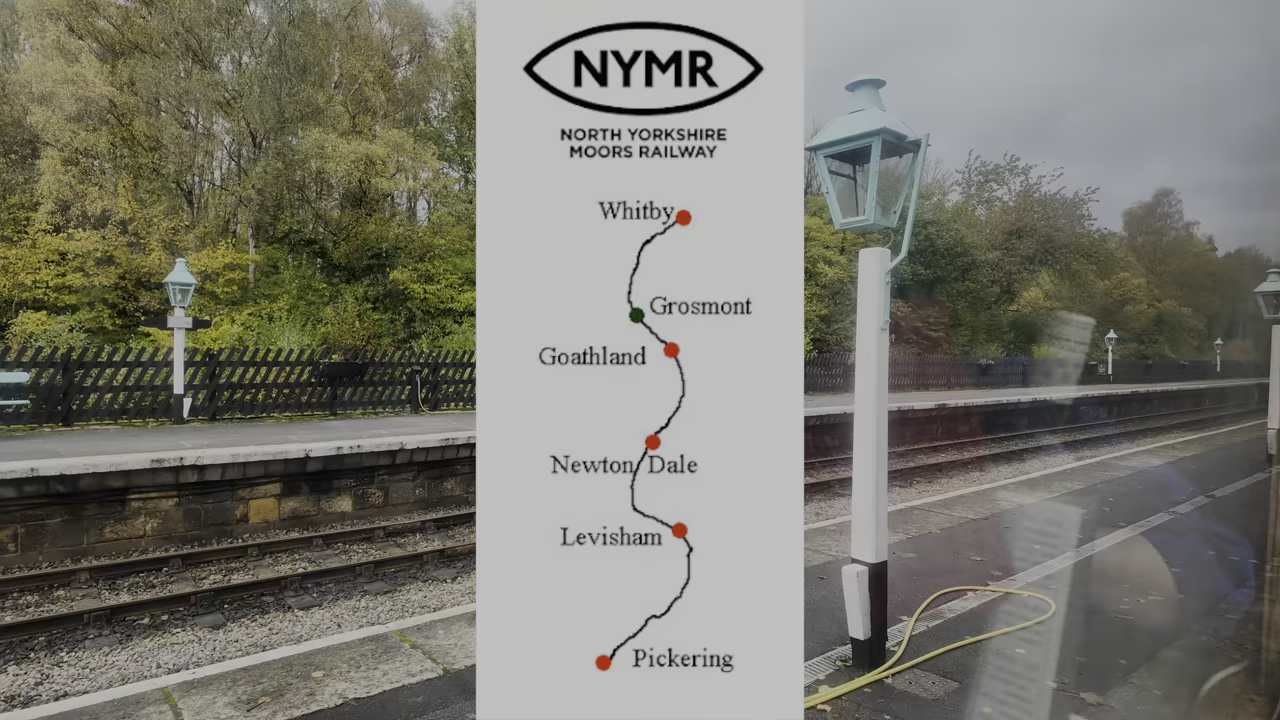 NYMR
NORTH YORKSHIRE
MOORS RAILWAY
Whitby
Grosmont
Goathland
Newton Dale
Levisham
Pickering